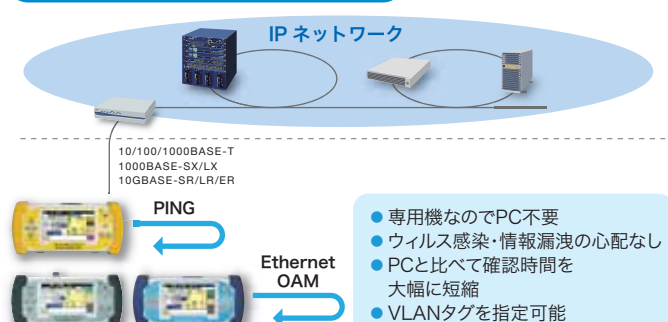 IP ネットワーク
10/100/1000BASE-T
1000BASE-SX/LX
10GBASE-SR/LR/ER
PING
Ethernet
OAM
● 専用機なのでPC不要
● ウィルス感染・情報漏洩の心配なし
● PCと比べて確認時間を
大幅に短縮
● VLANタグを指定可能